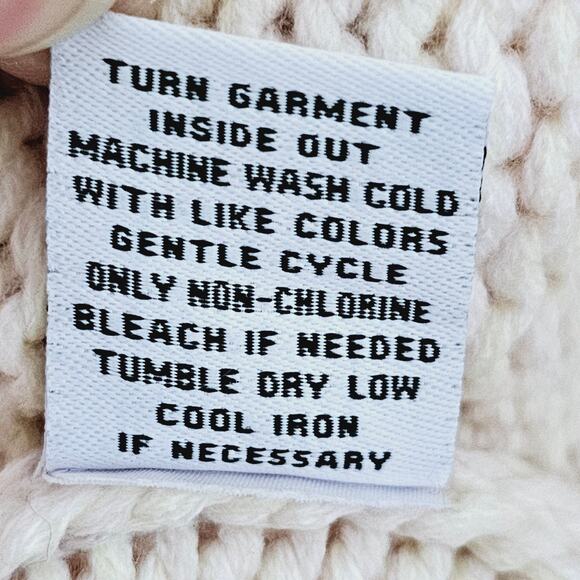 TURN GARMENT
INSIDE OUT
MACHINE WASH COLD
WITH LIKE COLORS
GENTLE CYCLE
ONLY NON-CHLORINE
BLEACH IF NEEDED
TUMBLE DRY LOW
COOL IRON
IF NECESSARY